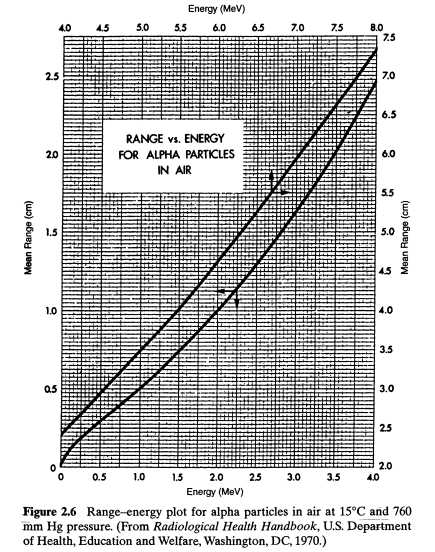 Energy (MeV)
4.0 4.5 5.0 5.5 6.0 6.5 7.0 7.5 8.0
7.5
2.5
7.0
6.5
RANGE vs. ENERGY
FOR ALPHA PARTICLES
IN AIR
2.0
6.0
5.5
Mean Range (cm)
1.5
5.0
Mean Range (cm)
4.5
1.0
4.0
3.5
0.5
3.0
2.5
0
2.0
0 0.5 1.0 1.5 2.0 2.5 3.0 3.5 4.0
Energy (MeV)
Figure 2.6 Range–energy plot for alpha particles in air at 15°C and 760
mm Hg pressure. (From Radiological Health Handbook, U.S. Department
of Health, Education and Welfare, Washington, DC, 1970.)